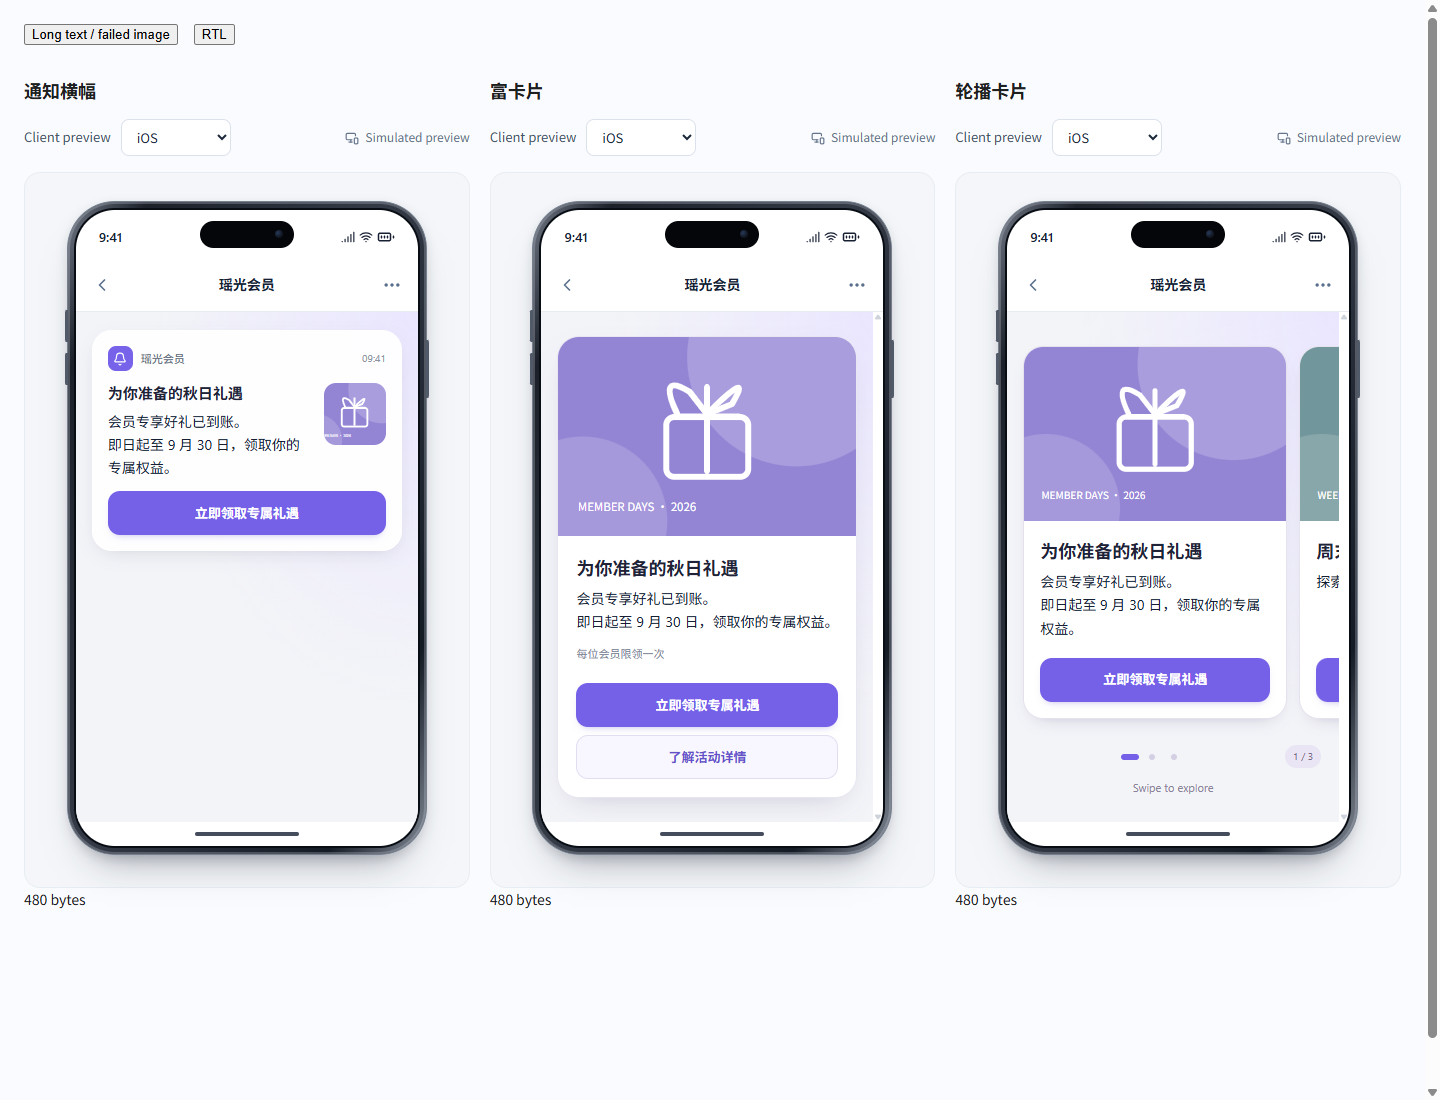 Long text / failed image
RTL
通知横幅
Client preview
iOS
Simulated preview
9:41
瑶光会员
瑶光会员
09:41
为你准备的秋日礼遇
会员专享好礼已到账。
即日起至 9 月 30 日，领取你的
专属权益。
立即领取专属礼遇
480 bytes
富卡片
Client preview
iOS
Simulated preview
9:41
瑶光会员
MEMBER DAYS • 2026
为你准备的秋日礼遇
会员专享好礼已到账。
即日起至 9 月 30 日，领取你的专属权益。
每位会员限领一次
立即领取专属礼遇
了解活动详情
480 bytes
轮播卡片
Client preview
iOS
Simulated preview
9:41
瑶光会员
MEMBER DAYS • 2026
为你准备的秋日礼遇
会员专享好礼已到账。
即日起至 9 月 30 日，领取你的专属
权益。
立即领取专属礼遇
WEE
周
探索
1 / 3
Swipe to explore
480 bytes